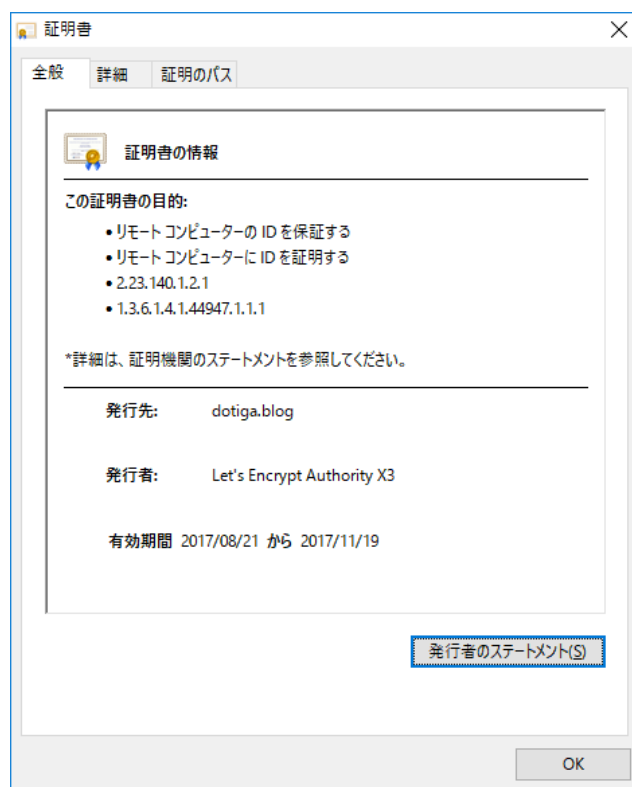 証明書
全般 詳細 証明のパス
証明書の情報
この証明書の目的:
• リモート コンピューターの ID を保証する
• リモート コンピューターに ID を証明する
• 2.23.140.1.2.1
• 1.3.6.1.4.1.44947.1.1.1
*詳細は、証明機関のステートメントを参照してください。
発行先: dotiga.blog
発行者: Let's Encrypt Authority X3
有効期間 2017/08/21 から 2017/11/19
発行者のステートメント(S)
OK